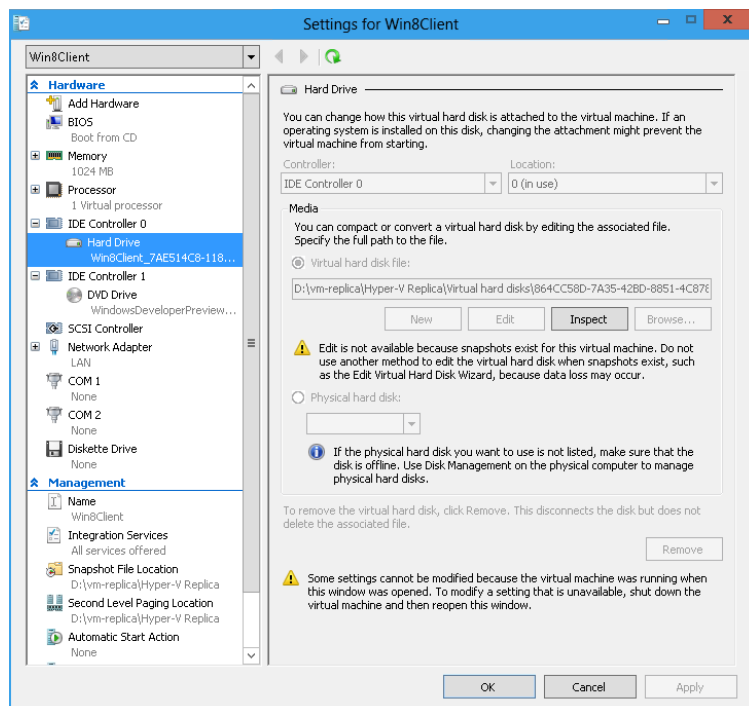 Settings for Win8Client
Win8Client
Hardware
Add Hardware
BIOS
Boot from CD
Memory
1024 MB
Processor
1 Virtual processor
IDE Controller 0
Hard Drive
Win8Client_7AE514C8-118...
IDE Controller 1
DVD Drive
WindowsDeveloperPreview...
SCSI Controller
Network Adapter
LAN
COM 1
None
COM 2
None
Diskette Drive
None
Management
Name
Win8Client
Integration Services
All services offered
Snapshot File Location
D:\vm-replica\Hyper-V Replica
Second Level Paging Location
D:\vm-replica\Hyper-V Replica
Automatic Start Action
None
Hard Drive
You can change how this virtual hard disk is attached to the virtual machine. If an
operating system is installed on this disk, changing the attachment might prevent the
virtual machine from starting.
Controller:
Location:
IDE Controller 0
0 (in use)
Media
You can compact or convert a virtual hard disk by editing the associated file.
Specify the full path to the file.
Virtual hard disk file:
D:\vm-replica\Hyper-V Replica\Virtual hard disks\864CC58D-7A35-42BD-8851-4C878
New
Edit
Inspect
Browse...
Edit is not available because snapshots exist for this virtual machine. Do not
use another method to edit the virtual hard disk when snapshots exist, such
as the Edit Virtual Hard Disk Wizard, because data loss may occur.
Physical hard disk:
If the physical hard disk you want to use is not listed, make sure that the
disk is offline. Use Disk Management on the physical computer to manage
physical hard disks.
To remove the virtual hard disk, click Remove. This disconnects the disk but does not
delete the associated file.
Remove
Some settings cannot be modified because the virtual machine was running when
this window was opened. To modify a setting that is unavailable, shut down the
virtual machine and then reopen this window.
OK
Cancel
Apply